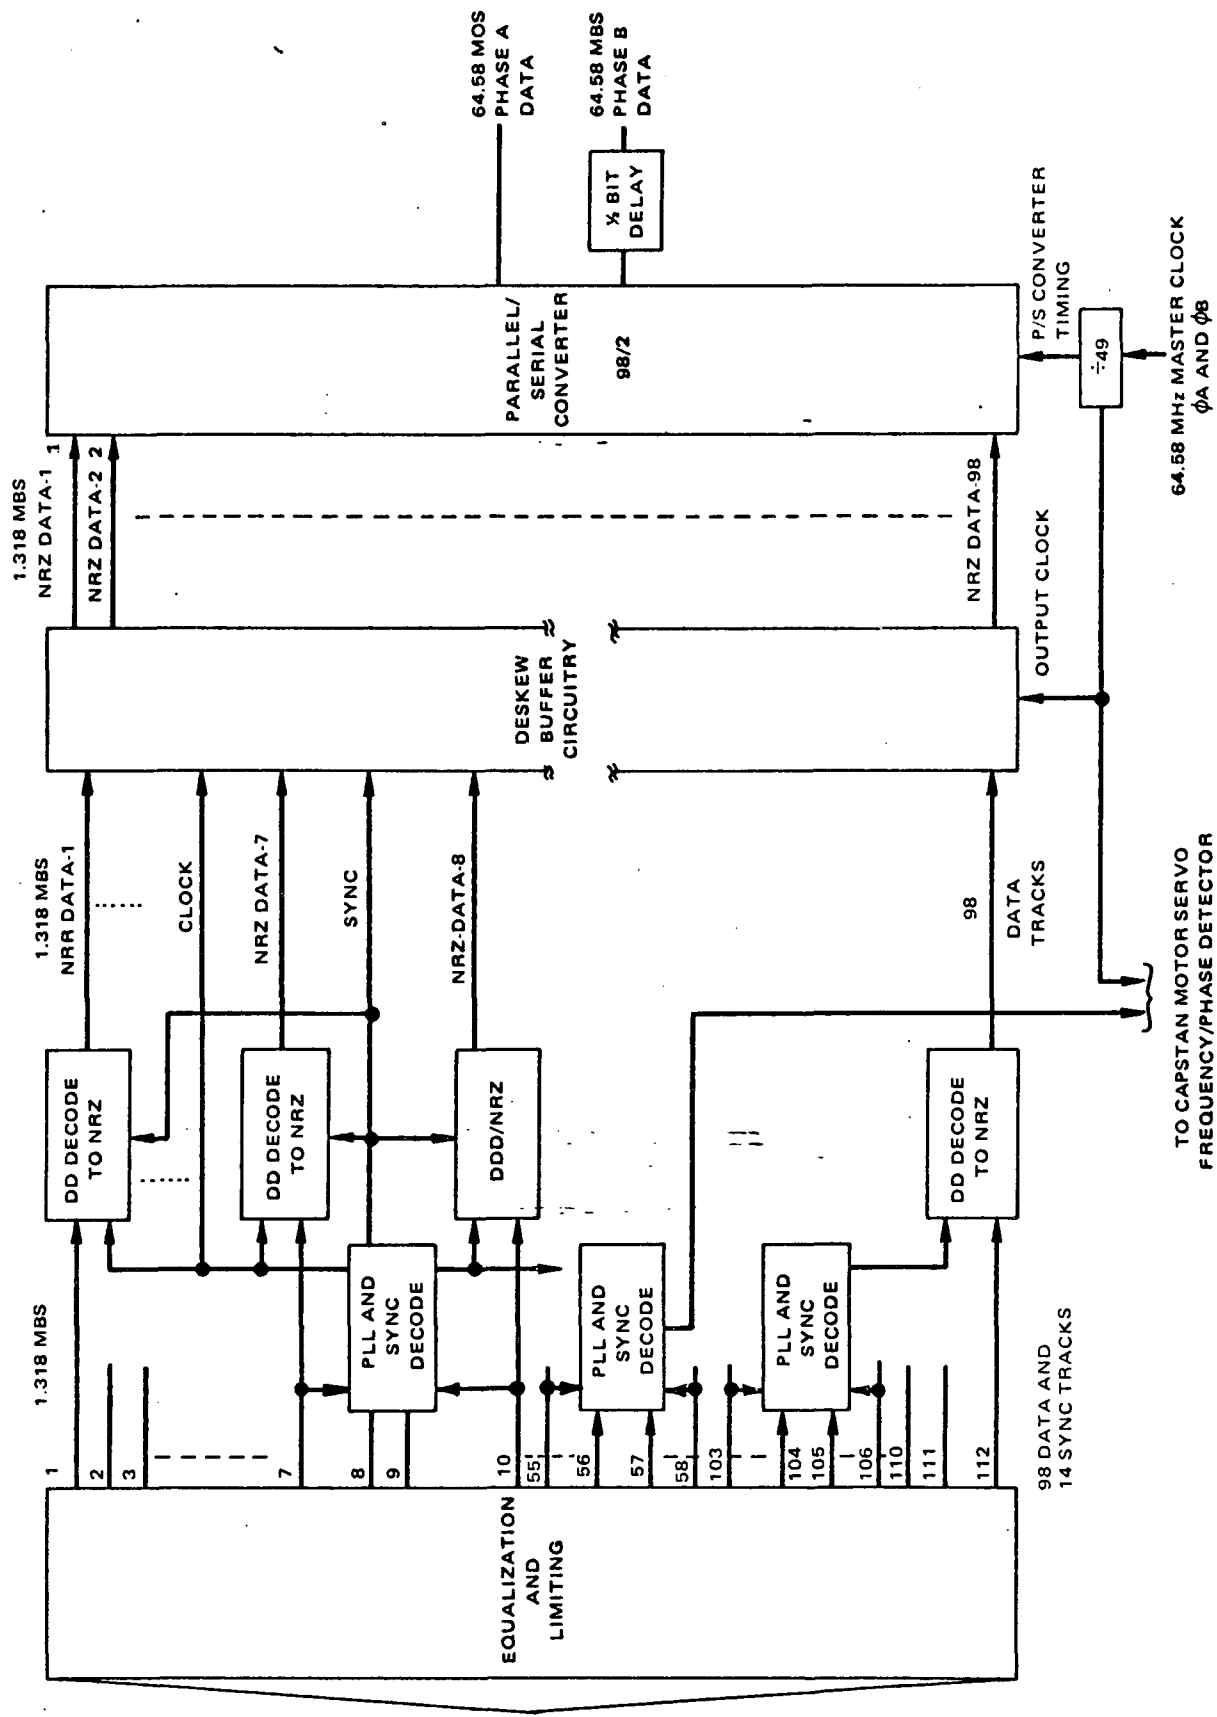 EQUALIZATION
AND
LIMITING
1
2
3
7
8
9
10
55
56
57
58
103
104
105
106
110
111
112
98 DATA AND
14 SYNC TRACKS
1.318 MBS
PLL AND
SYNC
DECODE
PLL AND
SYNC
DECODE
PLL AND
SYNC
DECODE
DD DECODE
TO NRZ
DD DECODE
TO NRZ
DDD/NRZ
DD DECODE
TO NRZ
1.318 MBS
NRR DATA-1
CLOCK
NRZ DATA-7
SYNC
NRZ-DATA-8
98
DATA
TRACKS
TO CAPSTAN MOTOR SERVO
FREQUENCY/PHASE DETECTOR
DESKEW
BUFFER
CIRCUITRY
OUTPUT CLOCK
1.318 MBS
NRZ DATA-1 1
NRZ DATA-2 2
NRZ DATA-98
PARALLEL/
SERIAL
CONVERTER
98/2
P/S CONVERTER
TIMING
÷49
64.58 MHz MASTER CLOCK
ϕA AND ϕB
½ BIT
DELAY
64.58 MOS
PHASE A
DATA
64.58 MBS
PHASE B
DATA